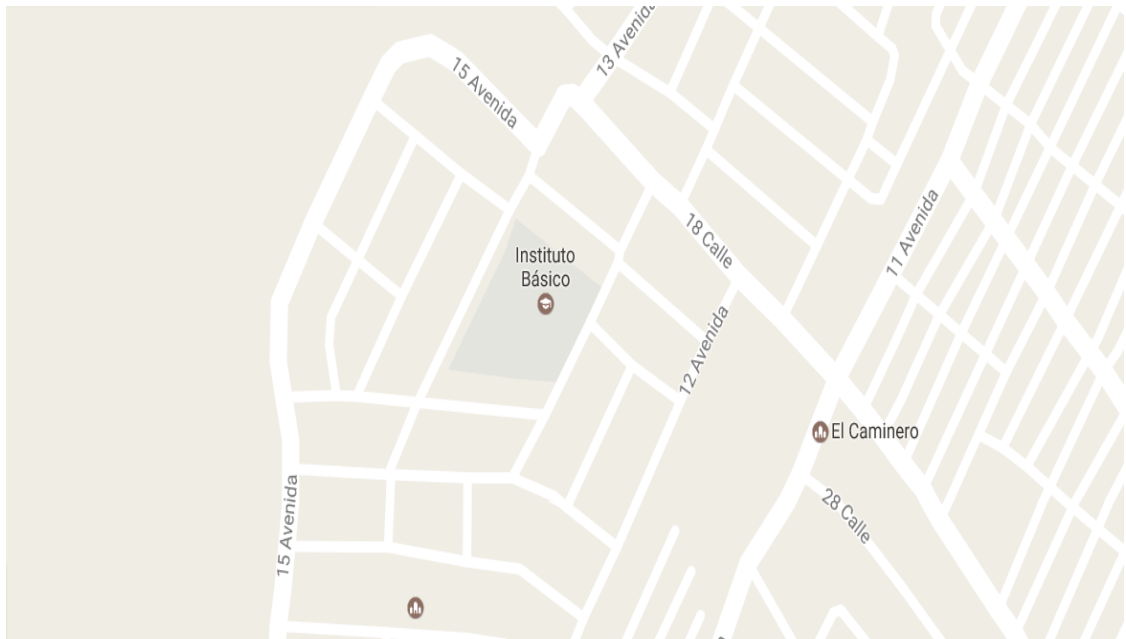 13 Avenida
15 Avenida
11 Avenida
18 Calle
Instituto
Básico
12 Avenida
El Caminero
28 Calle
15 Avenida